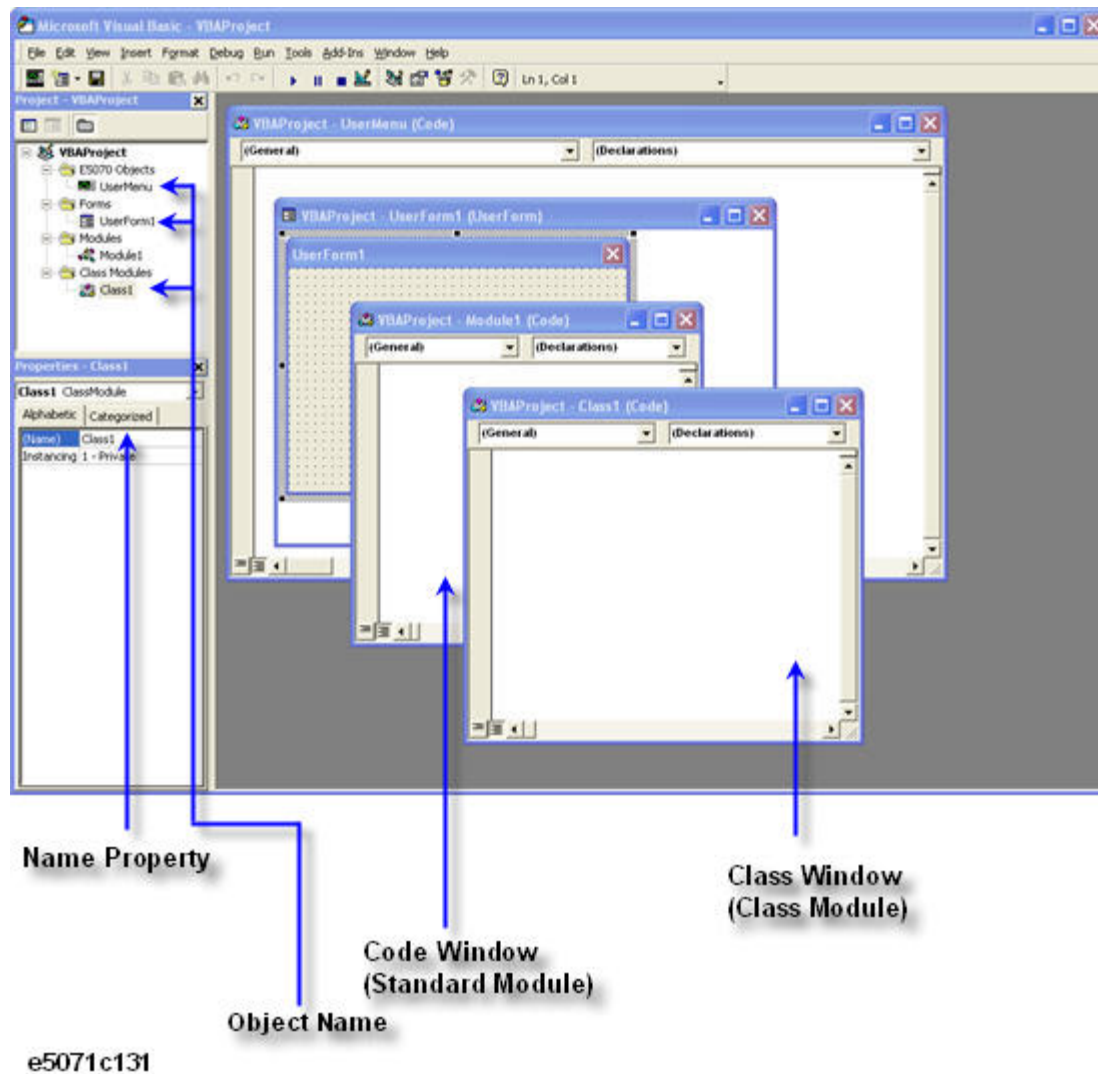 Microsoft Visual Basic - VBAProject
File Edit View Insert Format Debug Run Tools Add-Ins Window Help
Ln 1, Col 1
Project - VBAProject
VBAProject
E5070 Objects
UserMenu
Forms
UserForm1
Modules
Module1
Class Modules
Class1
Properties - Class1
Class1 ClassModule
Alphabetic Categorized
(Name) Class1
Instancing 1 - Private
VBAProject - UserMenu (Code)
(General) (Declarations)
VBAProject - UserForm1 (UserForm)
UserForm1
VBAProject - Module1 (Code)
(General) (Declarations)
VBAProject - Class1 (Code)
(General) (Declarations)
Name Property
Class Window
(Class Module)
Code Window
(Standard Module)
Object Name
e5071c131